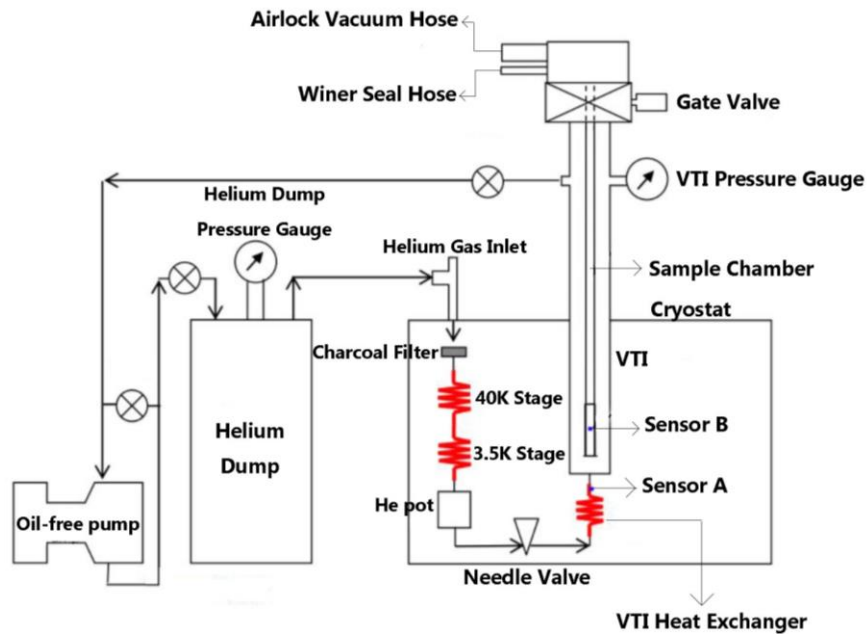 Airlock Vacuum Hose
Winer Seal Hose
Gate Valve
Helium Dump
VTI Pressure Gauge
Pressure Gauge
Helium Gas Inlet
Sample Chamber
Cryostat
Charcoal Filter
VTI
40K Stage
Sensor B
Helium
Dump
3.5K Stage
Sensor A
He pot
Oil-free pump
Needle Valve
VTI Heat Exchanger